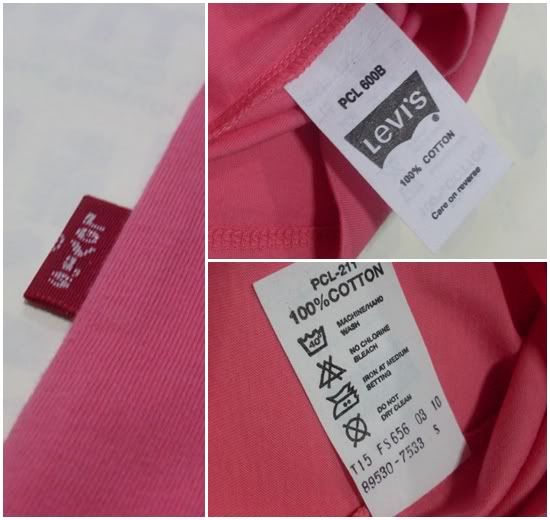 LEVI'S
PCL 600B
Levi's
®
100% COTTON
Care on reverse
PCL-211
100%COTTON
40°
MACHINE/HAND
WASH
NO CHLORINE
BLEACH
IRON AT MEDIUM
SETTING
DO NOT
DRY CLEAN
T15 FS656 03 10
89530-7533 S